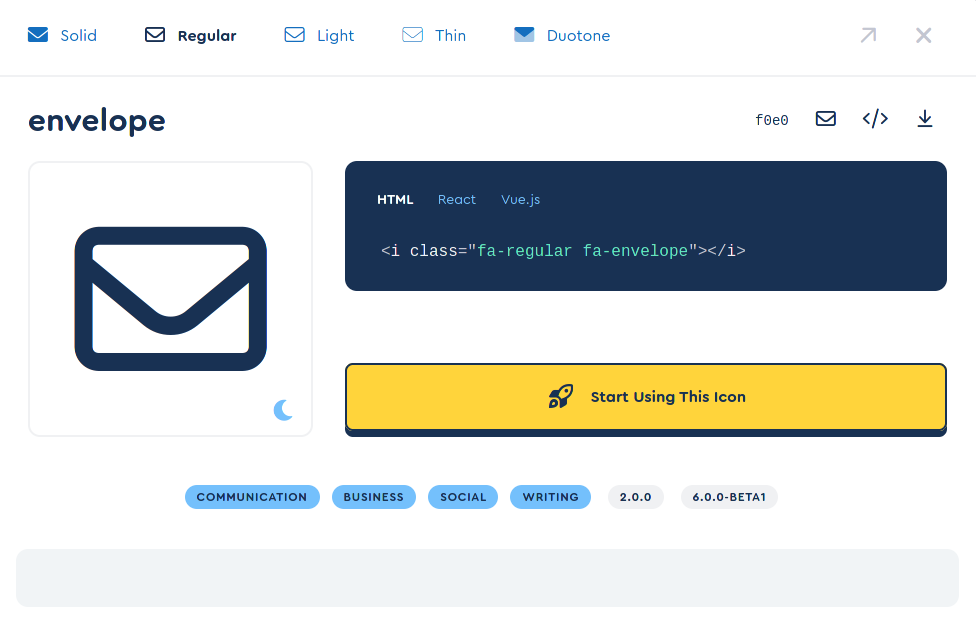 Solid Regular Light Thin Duotone
envelope
f0e0
HTML React Vue.js
<i class="fa-regular fa-envelope"></i>
Start Using This Icon
COMMUNICATION BUSINESS SOCIAL WRITING 2.0.0 6.0.0-BETA1